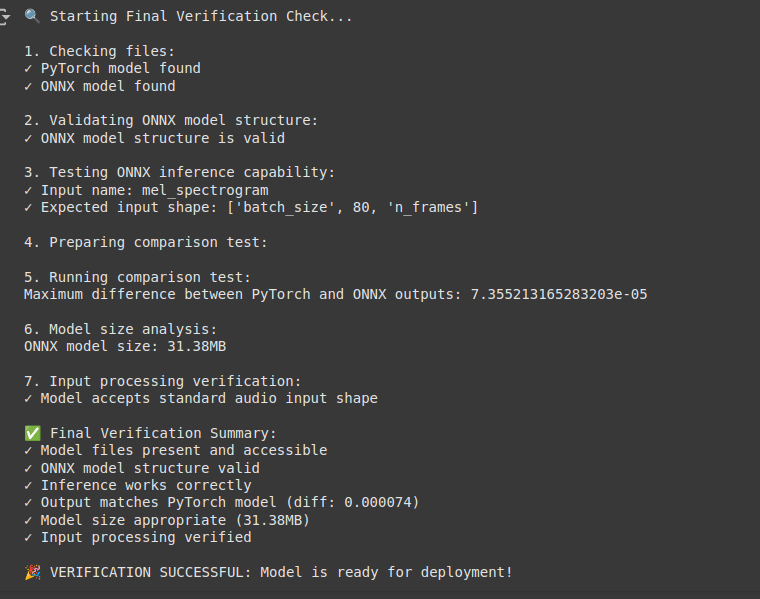 🔍 Starting Final Verification Check...
1. Checking files:
✓ PyTorch model found
✓ ONNX model found
2. Validating ONNX model structure:
✓ ONNX model structure is valid
3. Testing ONNX inference capability:
✓ Input name: mel_spectrogram
✓ Expected input shape: ['batch_size', 80, 'n_frames']
4. Preparing comparison test:
5. Running comparison test:
Maximum difference between PyTorch and ONNX outputs: 7.355213165283203e-05
6. Model size analysis:
ONNX model size: 31.38MB
7. Input processing verification:
✓ Model accepts standard audio input shape
✅ Final Verification Summary:
✓ Model files present and accessible
✓ ONNX model structure valid
✓ Inference works correctly
✓ Output matches PyTorch model (diff: 0.000074)
✓ Model size appropriate (31.38MB)
✓ Input processing verified
🎉 VERIFICATION SUCCESSFUL: Model is ready for deployment!